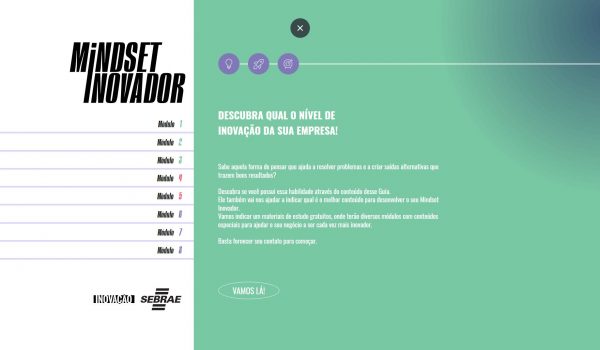 MiNDSET
INOVADOR
Módulo 1
Módulo 2
Módulo 3
Módulo 4
Módulo 5
Módulo 6
Módulo 7
Módulo 8
INOVAÇÃO SEBRAE
DESCUBRA QUAL O NÍVEL DE
INOVAÇÃO DA SUA EMPRESA!
Sabe aquela forma de pensar que ajuda a resolver problemas e a criar saídas alternativas que
trazem bons resultados?
Descubra se você possui essa habilidade através do conteúdo desse Guia.
Ele também vai nos ajudar a indicar qual é o melhor conteúdo para desenvolver o seu Mindset
Inovador.
Vamos indicar um materiais de estudo gratuitos, onde terão diversos módulos com conteúdos
especiais para ajudar o seu negócio a ser cada vez mais inovador.
Basta fornecer seu contato para começar.
VAMOS LÁ!